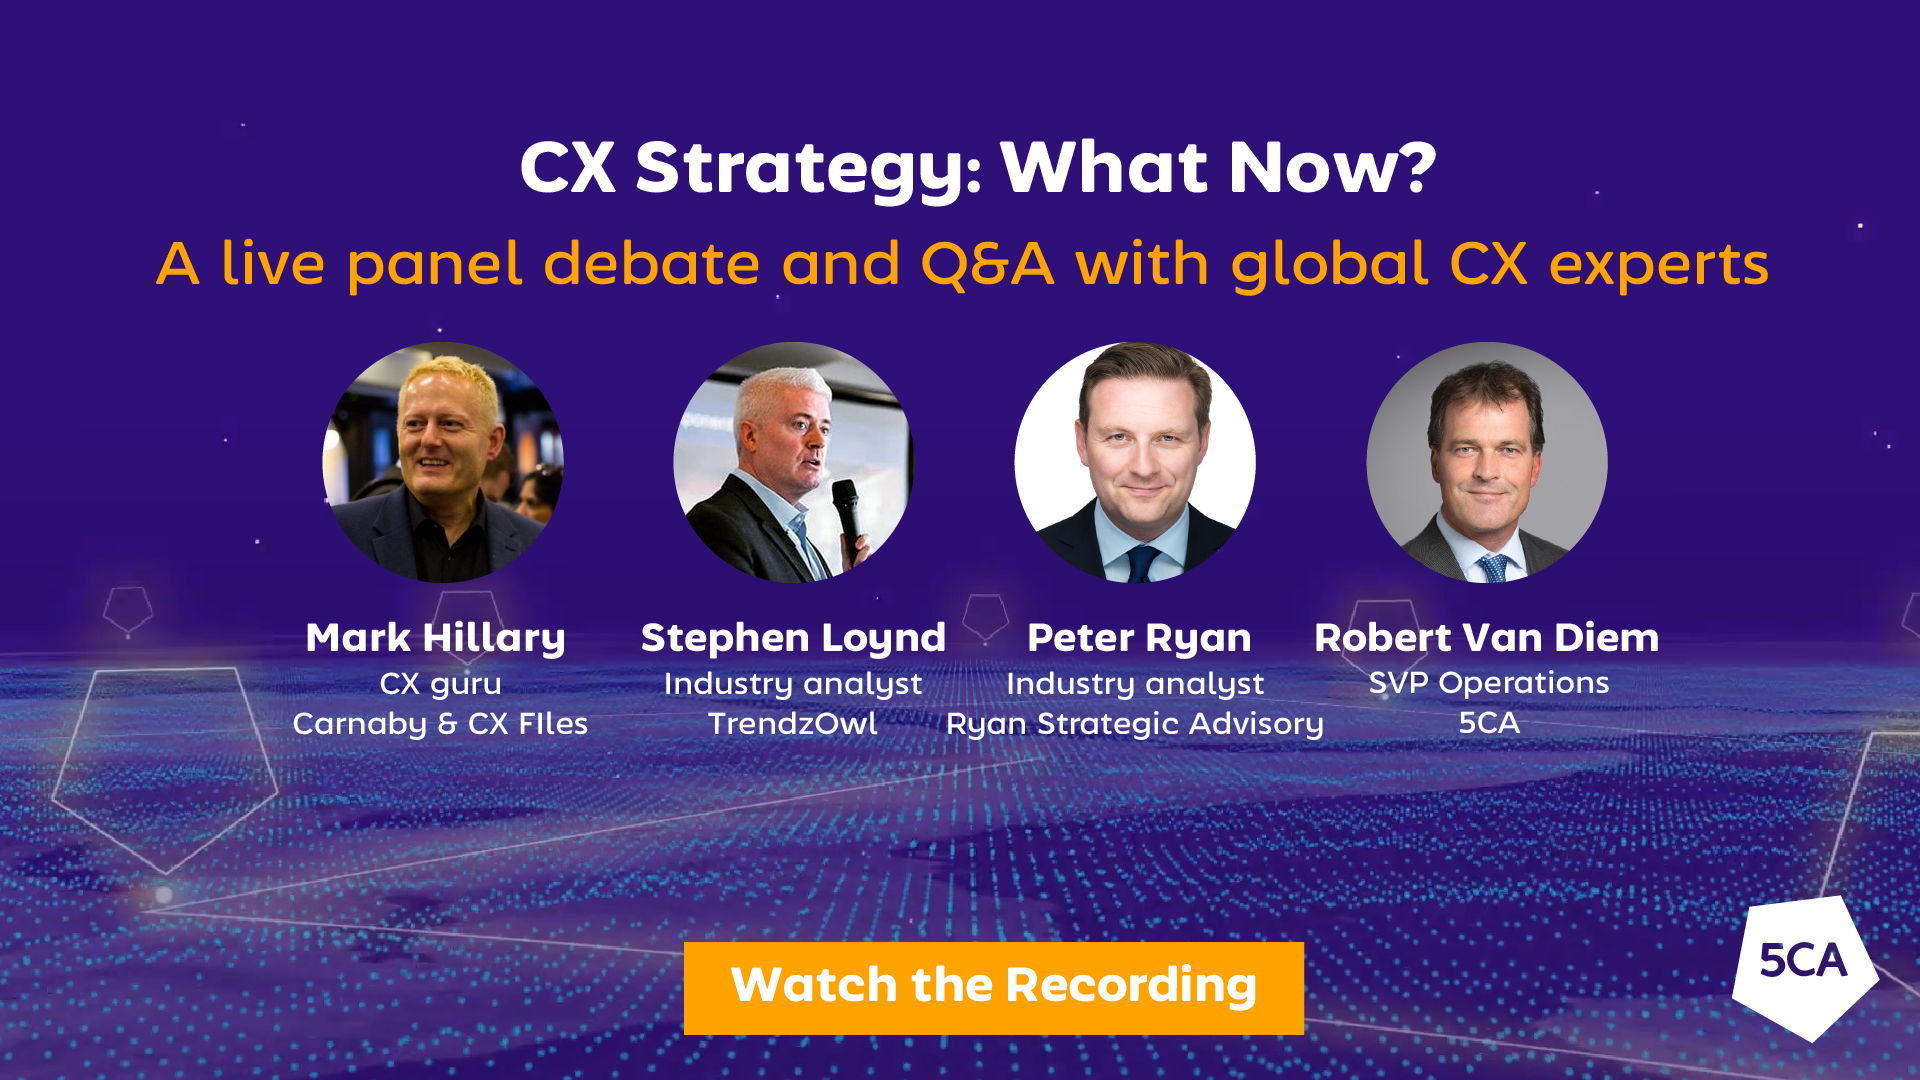 CX Strategy: What Now?
A live panel debate and Q&A with global CX experts
Mark Hillary
CX guru
Carnaby & CX FIles
Stephen Loynd
Industry analyst
TrendzOwl
Peter Ryan
Industry analyst
Ryan Strategic Advisory
Robert Van Diem
SVP Operations
5CA
Watch the Recording
5CA